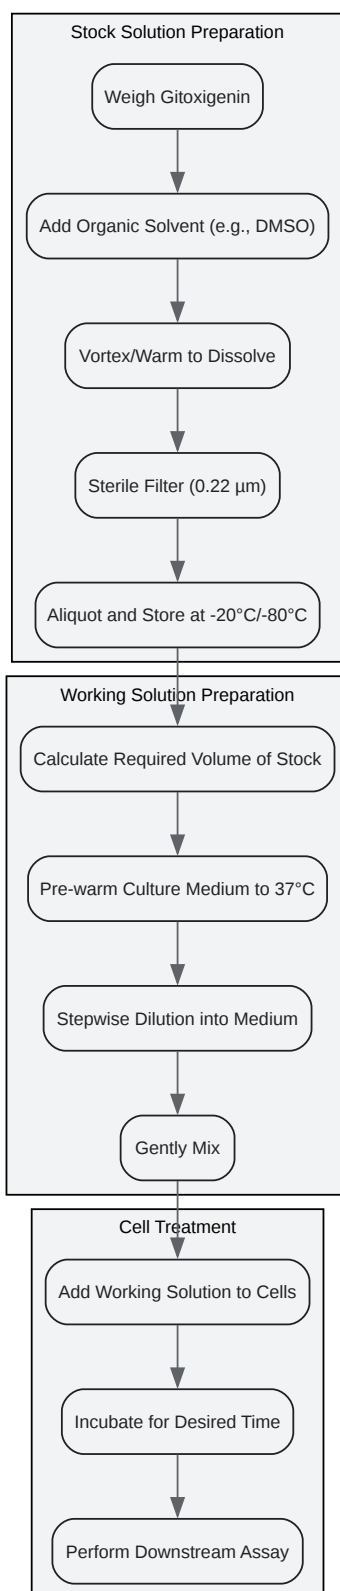 Stock Solution Preparation
Weigh Gitoxigenin
Add Organic Solvent (e.g., DMSO)
Vortex/Warm to Dissolve
Sterile Filter (0.22 µm)
Aliquot and Store at -20°C/-80°C
Working Solution Preparation
Calculate Required Volume of Stock
Pre-warm Culture Medium to 37°C
Stepwise Dilution into Medium
Gently Mix
Cell Treatment
Add Working Solution to Cells
Incubate for Desired Time
Perform Downstream Assay